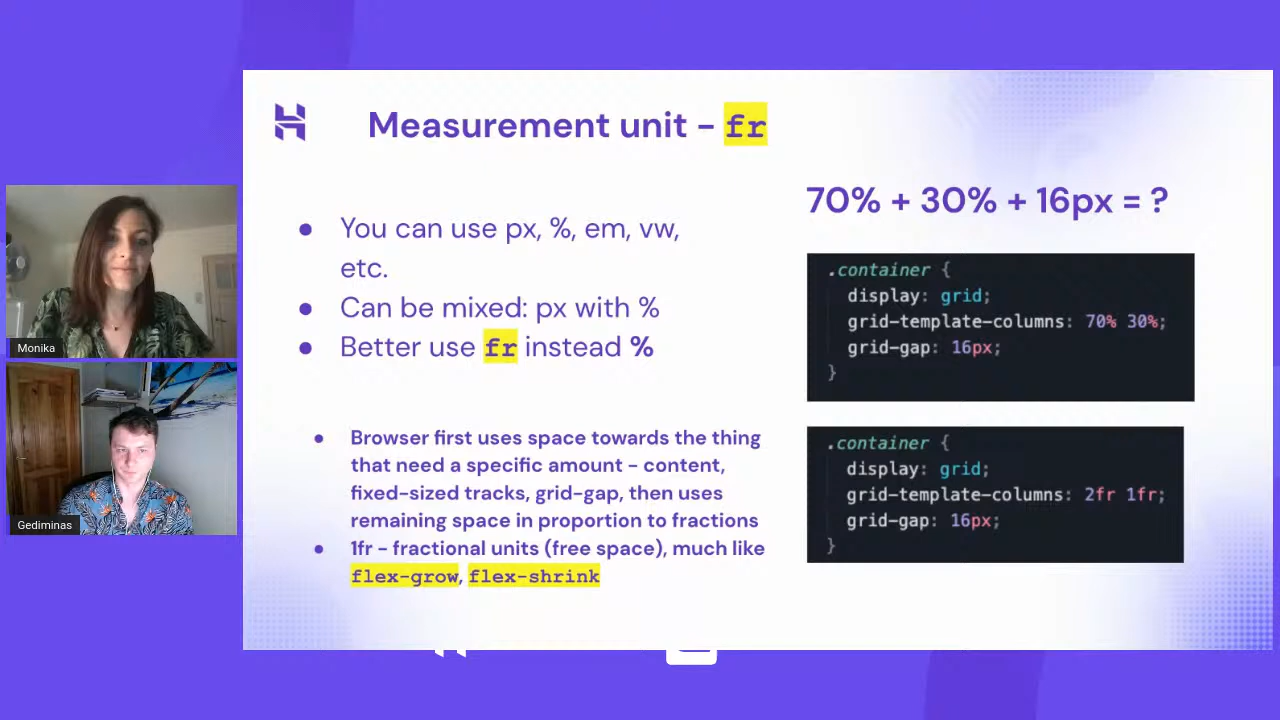 Measurement unit - fr
● You can use px, %, em, vw,
etc.
● Can be mixed: px with %
● Better use fr instead %
● Browser first uses space towards the thing
that need a specific amount - content,
fixed-sized tracks, grid-gap, then uses
remaining space in proportion to fractions
● 1fr - fractional units (free space), much like
flex-grow, flex-shrink
70% + 30% + 16px = ?
.container {
display: grid;
grid-template-columns: 70% 30%;
grid-gap: 16px;
}
.container {
display: grid;
grid-template-columns: 2fr 1fr;
grid-gap: 16px;
}
Monika
Gediminas